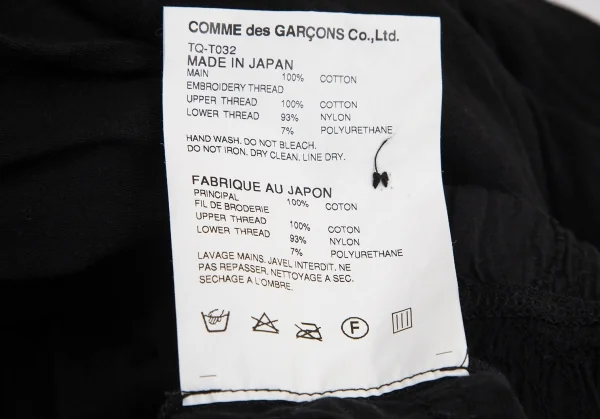 COMME des GARÇONS Co.,Ltd.
TQ-T032
MADE IN JAPAN
MAIN 100% COTTON
EMBROIDERY THREAD
UPPER THREAD 100% COTTON
LOWER THREAD 93% NYLON
7% POLYURETHANE
HAND WASH. DO NOT BLEACH.
DO NOT IRON. DRY CLEAN. LINE DRY.
FABRIQUE AU JAPON
PRINCIPAL 100% COTON
FIL DE BRODERIE
UPPER THREAD 100% COTON
LOWER THREAD 93% NYLON
7% POLYURETHANE
LAVAGE MAINS. JAVEL INTERDIT. NE
PAS REPASSER. NETTOYAGE A SEC.
SECHAGE A L'OMBRE.
F